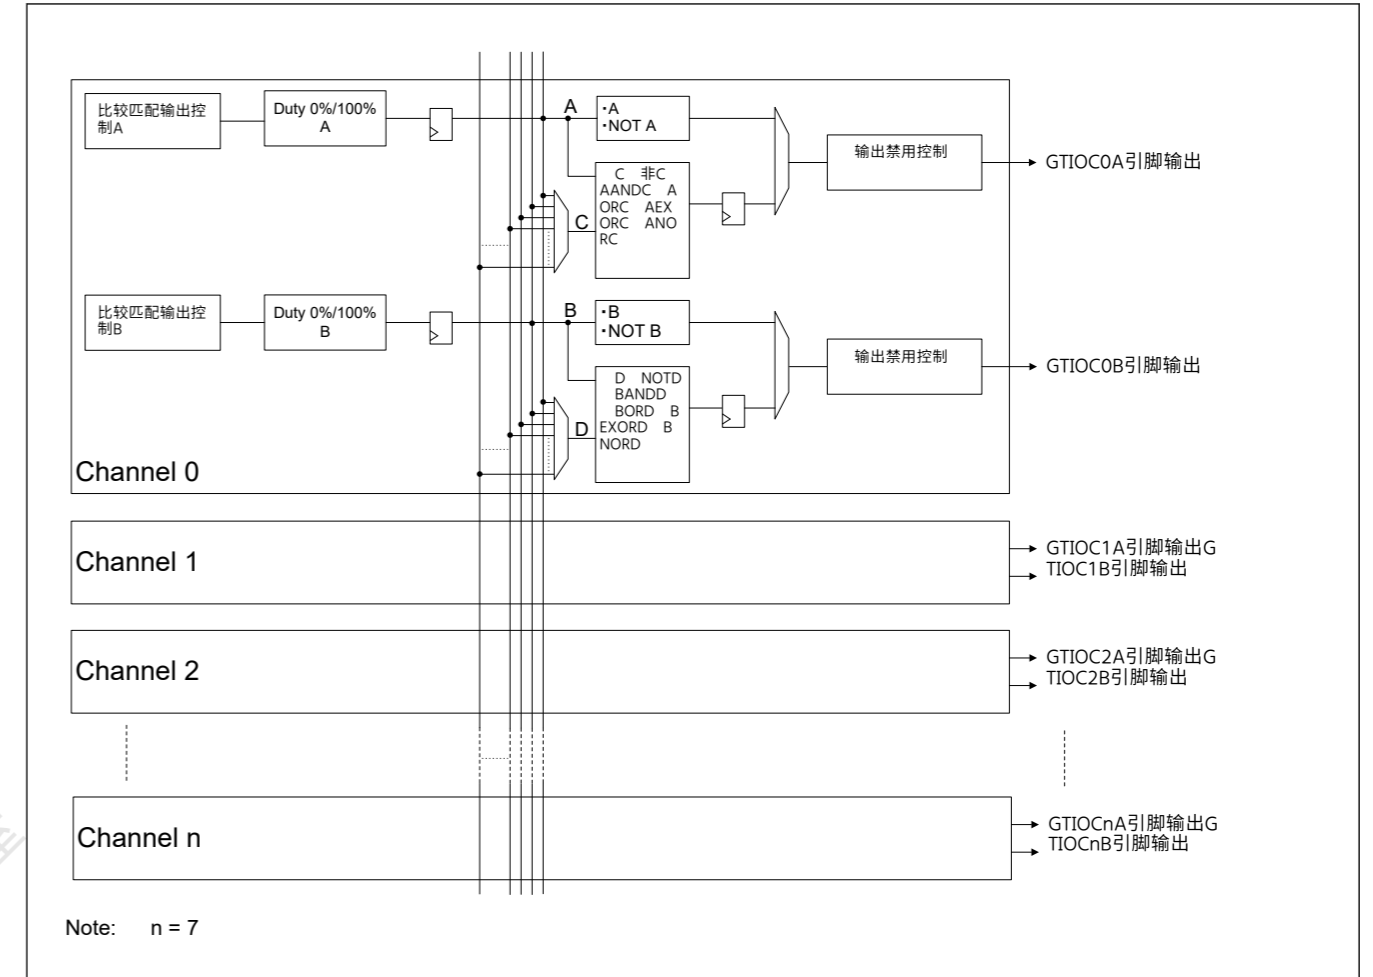 比较匹配输出控
制A
Duty 0%/100%
A
A
·A
·NOT A
C 非C
AANDC A
ORC AEX
ORC ANO
RC
C
输出禁用控制
GTIOC0A引脚输出
比较匹配输出控
制B
Duty 0%/100%
B
B
·B
·NOT B
D NOTD
BANDD
BORD B
EXORD B
NORD
D
输出禁用控制
GTIOC0B引脚输出
Channel 0
Channel 1
GTIOC1A引脚输出G
TIOC1B引脚输出
Channel 2
GTIOC2A引脚输出G
TIOC2B引脚输出
Channel n
GTIOCnA引脚输出G
TIOCnB引脚输出
Note: n = 7